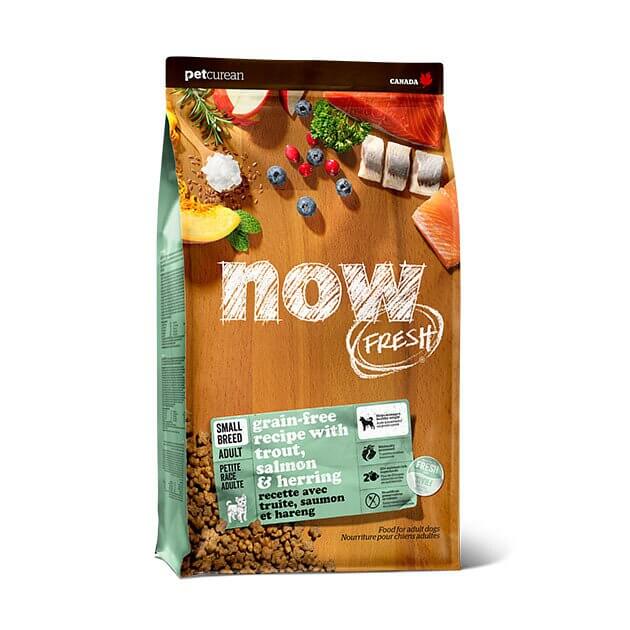 petcurean
CANADA
now
FRESH
SMALL
BREED
ADULT
PETITE
RACE
ADULTE
grain-free
recipe with
trout,
salmon
& herring
recette avec
truite, saumon
et hareng
FRESH
Food for adult dogs
Nourriture pour chiens adultes